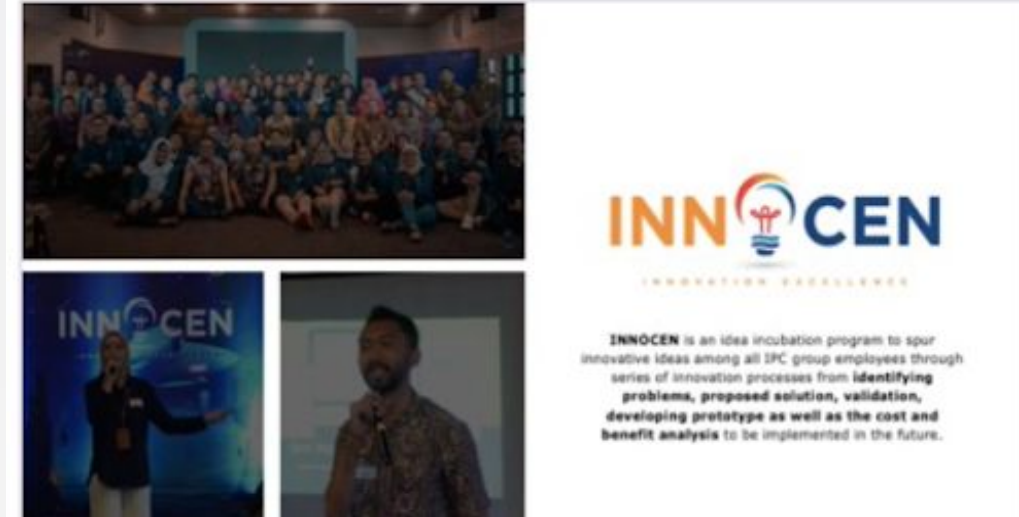 INNOCEN
INNOVATION EXCELLENCE
INNOCEN is an idea incubation program to spur
innovative ideas among all IPC group employees through
series of innovation processes from identifying
problems, proposed solution, validation,
developing prototype as well as the cost and
benefit analysis to be implemented in the future.
INNOCEN